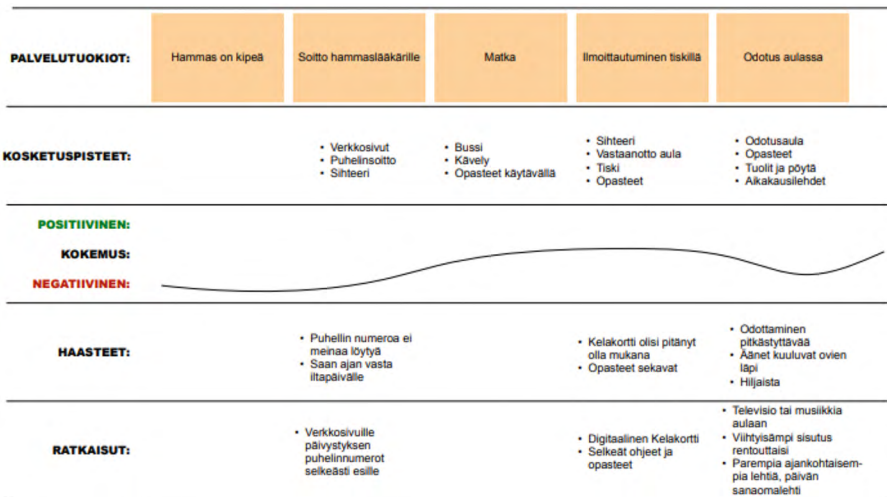 PALVELUTUOKIOT:
Hammas on kipeä
Soitto hammaslääkärille
Matka
Ilmoittautuminen tiskillä
Odotus aulassa
KOSKETUSPISTEET:
• Verkkosivut
• Puhelinsoitto
• Sihteeri
• Bussi
• Kävely
• Opasteet käytävällä
• Sihteeri
• Vastaanotto aula
• Tiski
• Opasteet
• Odotusaula
• Opasteet
• Tuolit ja pöytä
• Aikakausilehdet
POSITIIVINEN:
KOKEMUS:
NEGATIIVINEN:
HAASTEET:
• Puhellin numeroa ei
meinaa löytyä
• Saan ajan vasta
iltapäivälle
• Kelakortti olisi pitänyt
olla mukana
• Opasteet sekavat
• Odottaminen
pitkästyttävää
• Äänet kuuluvat ovien
läpi
• Hiljaista
RATKAISUT:
• Verkkosivuille
päivystyksen
puhelinnumerot
selkeästi esille
• Digitaalinen Kelakortti
• Selkeät ohjeet ja
opasteet
• Televisio tai musiikkia
aulaan
• Viihtyisämpi sisutus
rentouttaisi
• Parempia ajankohtaisem-
pia lehtiä, päivän
sanaomalehti